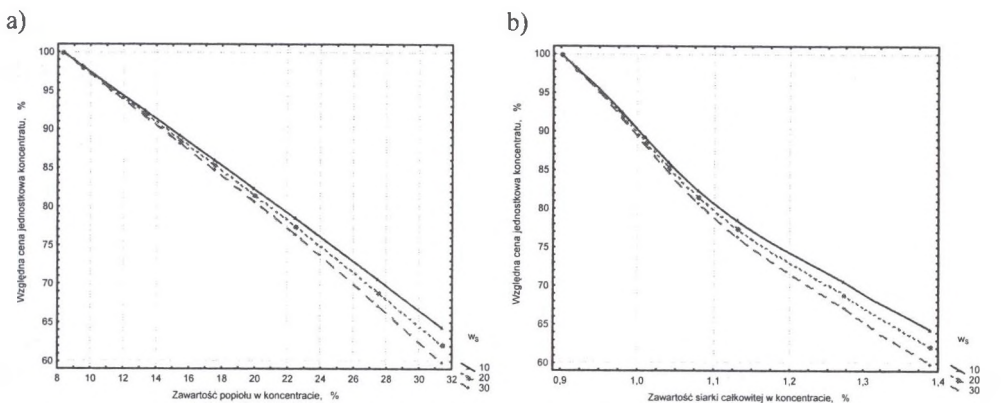 a)
Względna cena jednostkowa koncentratu, %
100
95
90
85
80
75
70
65
60
8 10 12 14 16 18 20 22 24 26 28 30 32
Zawartość popiołu w koncentracie, %
ws
10
20
30
b)
Względna cena jednostkowa koncentratu, %
100
95
90
85
80
75
70
65
60
0,9 1,0 1,1 1,2 1,3 1,4
Zawartość siarki całkowitej w koncentracie, %
ws
10
20
30